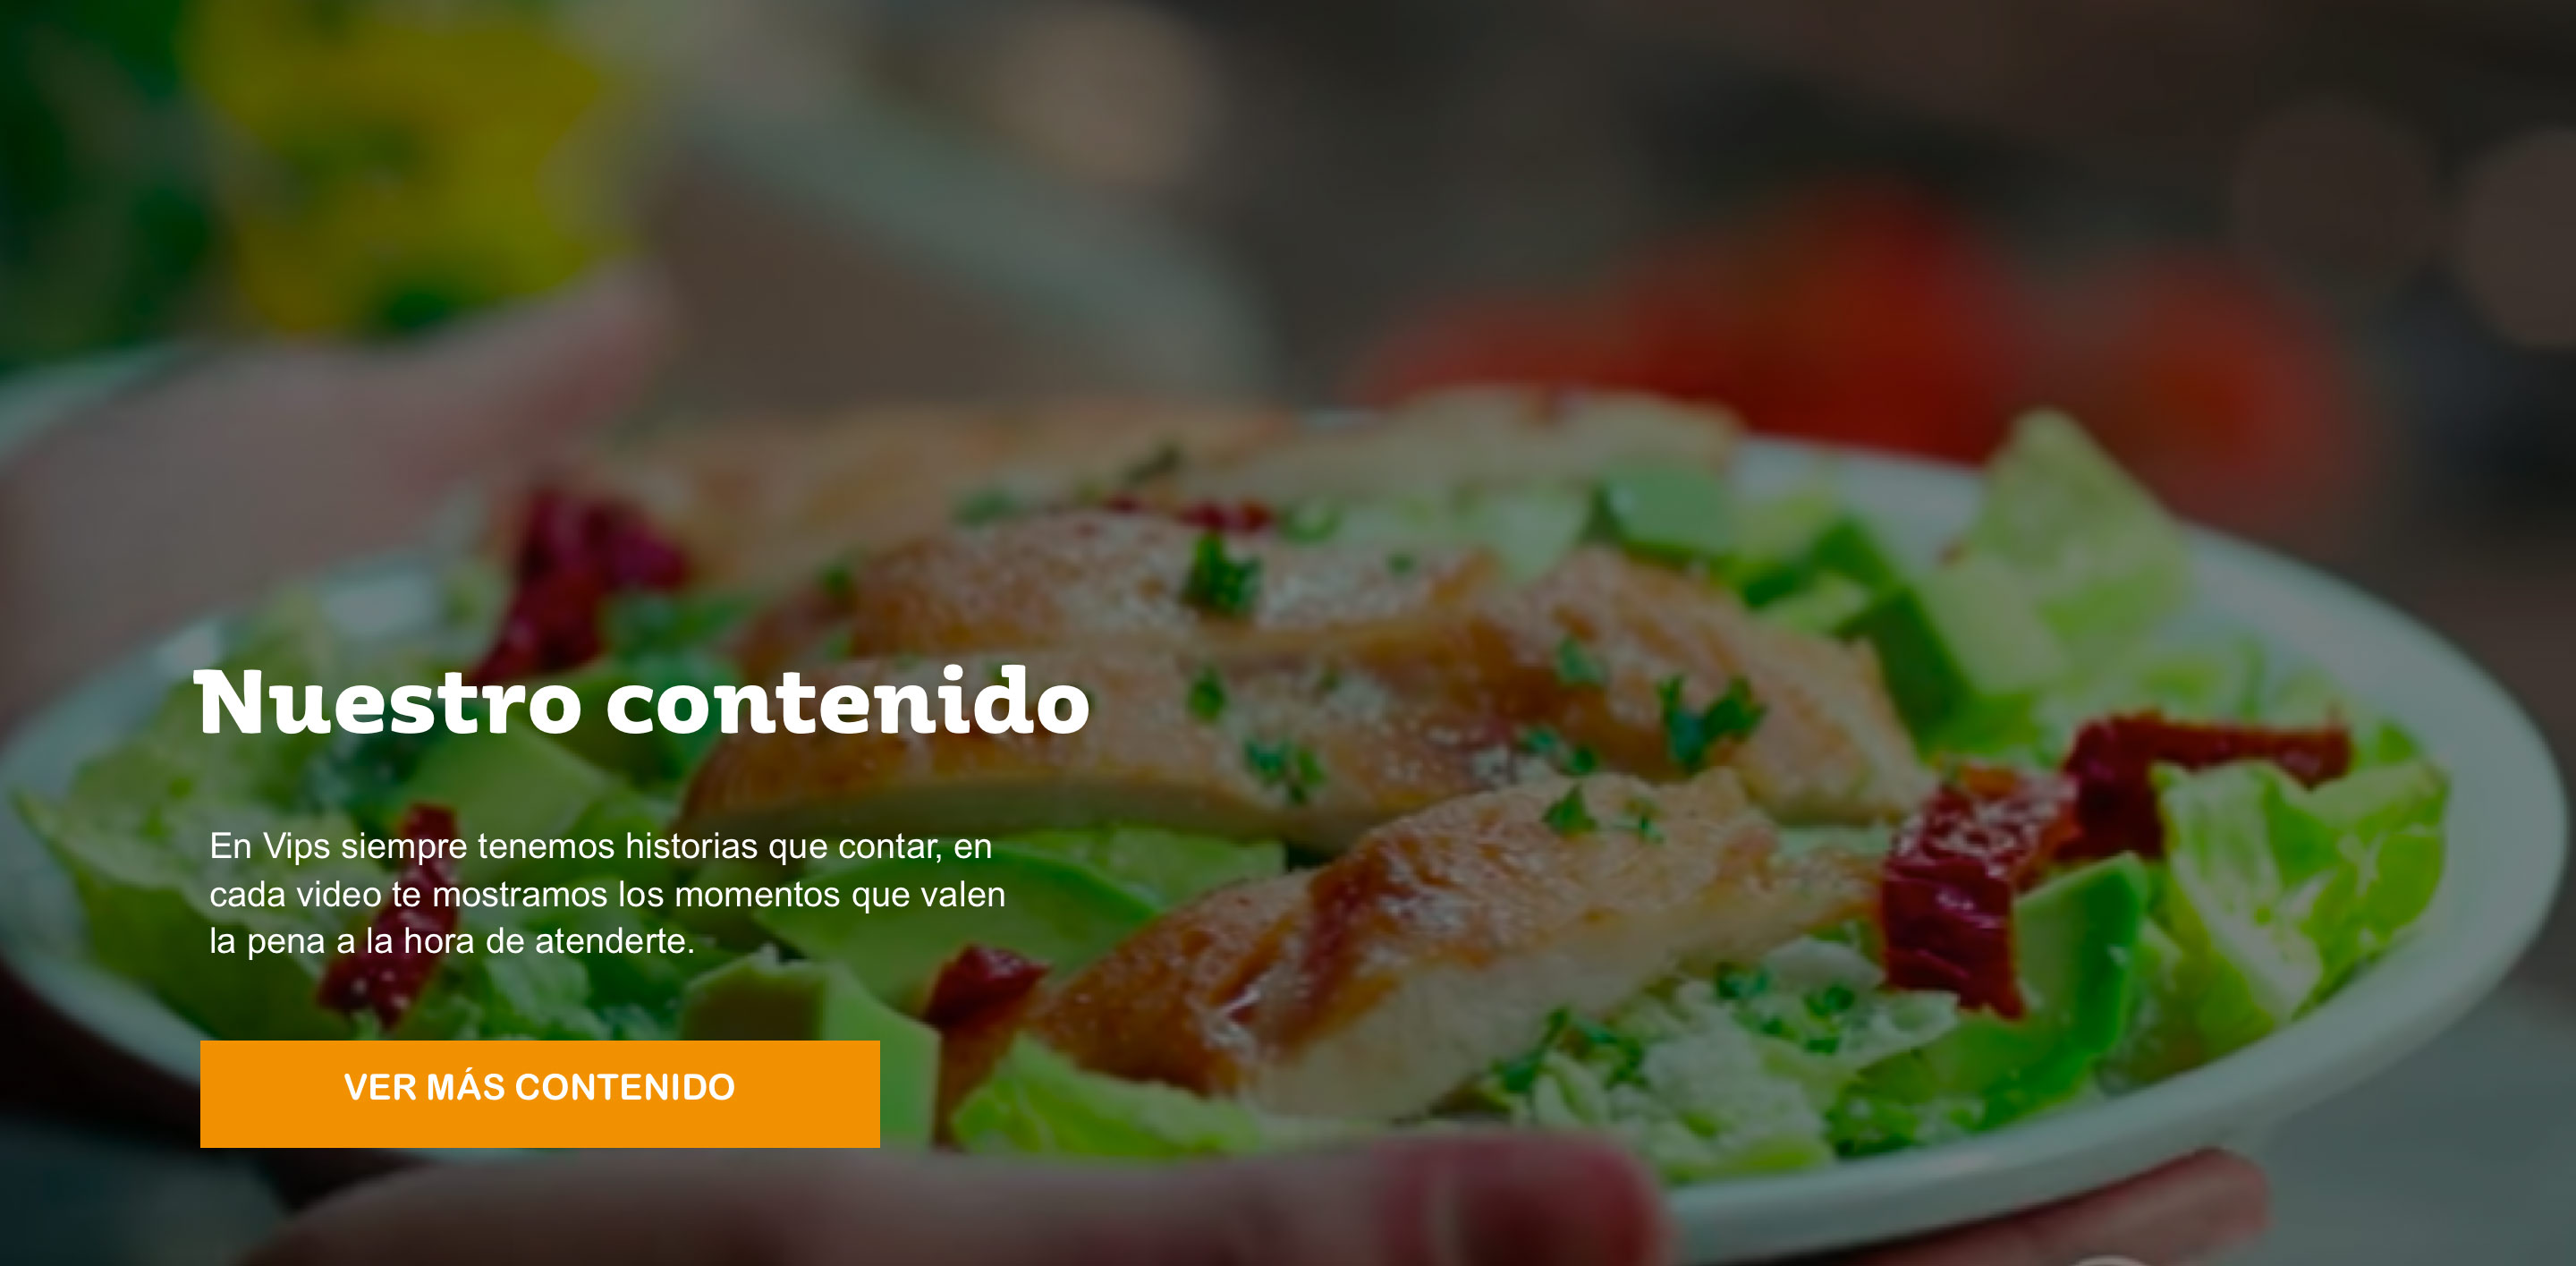 Nuestro contenido
En Vips siempre tenemos historias que contar, en
cada video te mostramos los momentos que valen
la pena a la hora de atenderte.
VER MÁS CONTENIDO